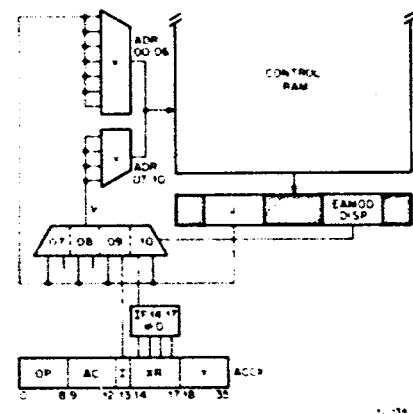 ADR
00-06
CONTROL
RAM
ADR
07-10
J
EAMOD
DISP
07 08 09 10
IF 14-17
≠0
OP AC I XR Y
0 8 9 12 13 14 17 18 35